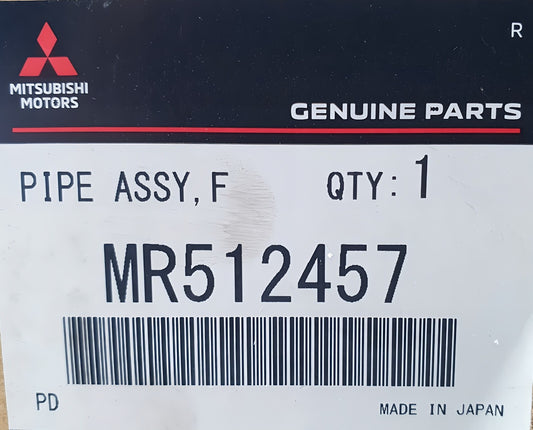 R
MITSUBISHI
MOTORS
GENUINE PARTS
PIPE ASSY,F QTY: 1
MR512457
PD MADE IN JAPAN